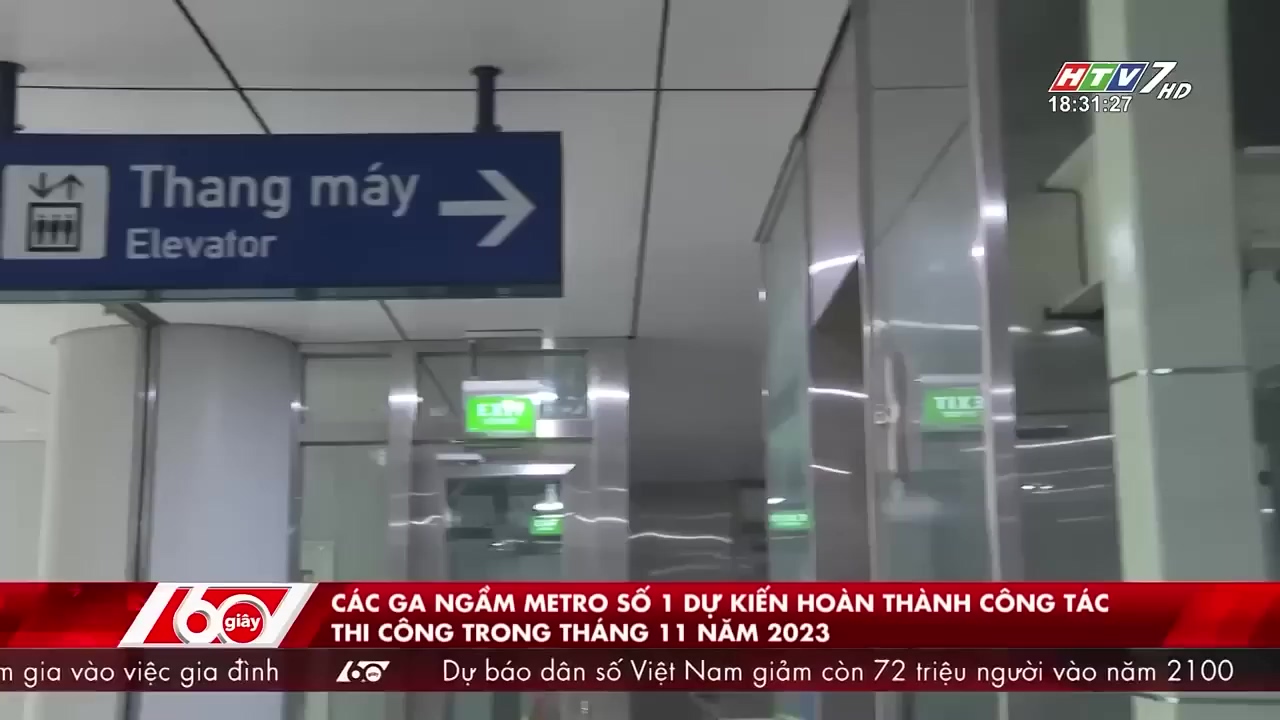 HTV7 HD
18:31:27
Thang máy
Elevator
EXIT
EXIT
60 giây
CÁC GA NGẦM METRO SỐ 1 DỰ KIẾN HOÀN THÀNH CÔNG TÁC
THI CÔNG TRONG THÁNG 11 NĂM 2023
gia vào việc gia đình
60 giây
Dự báo dân số Việt Nam giảm còn 72 triệu người vào năm 2100